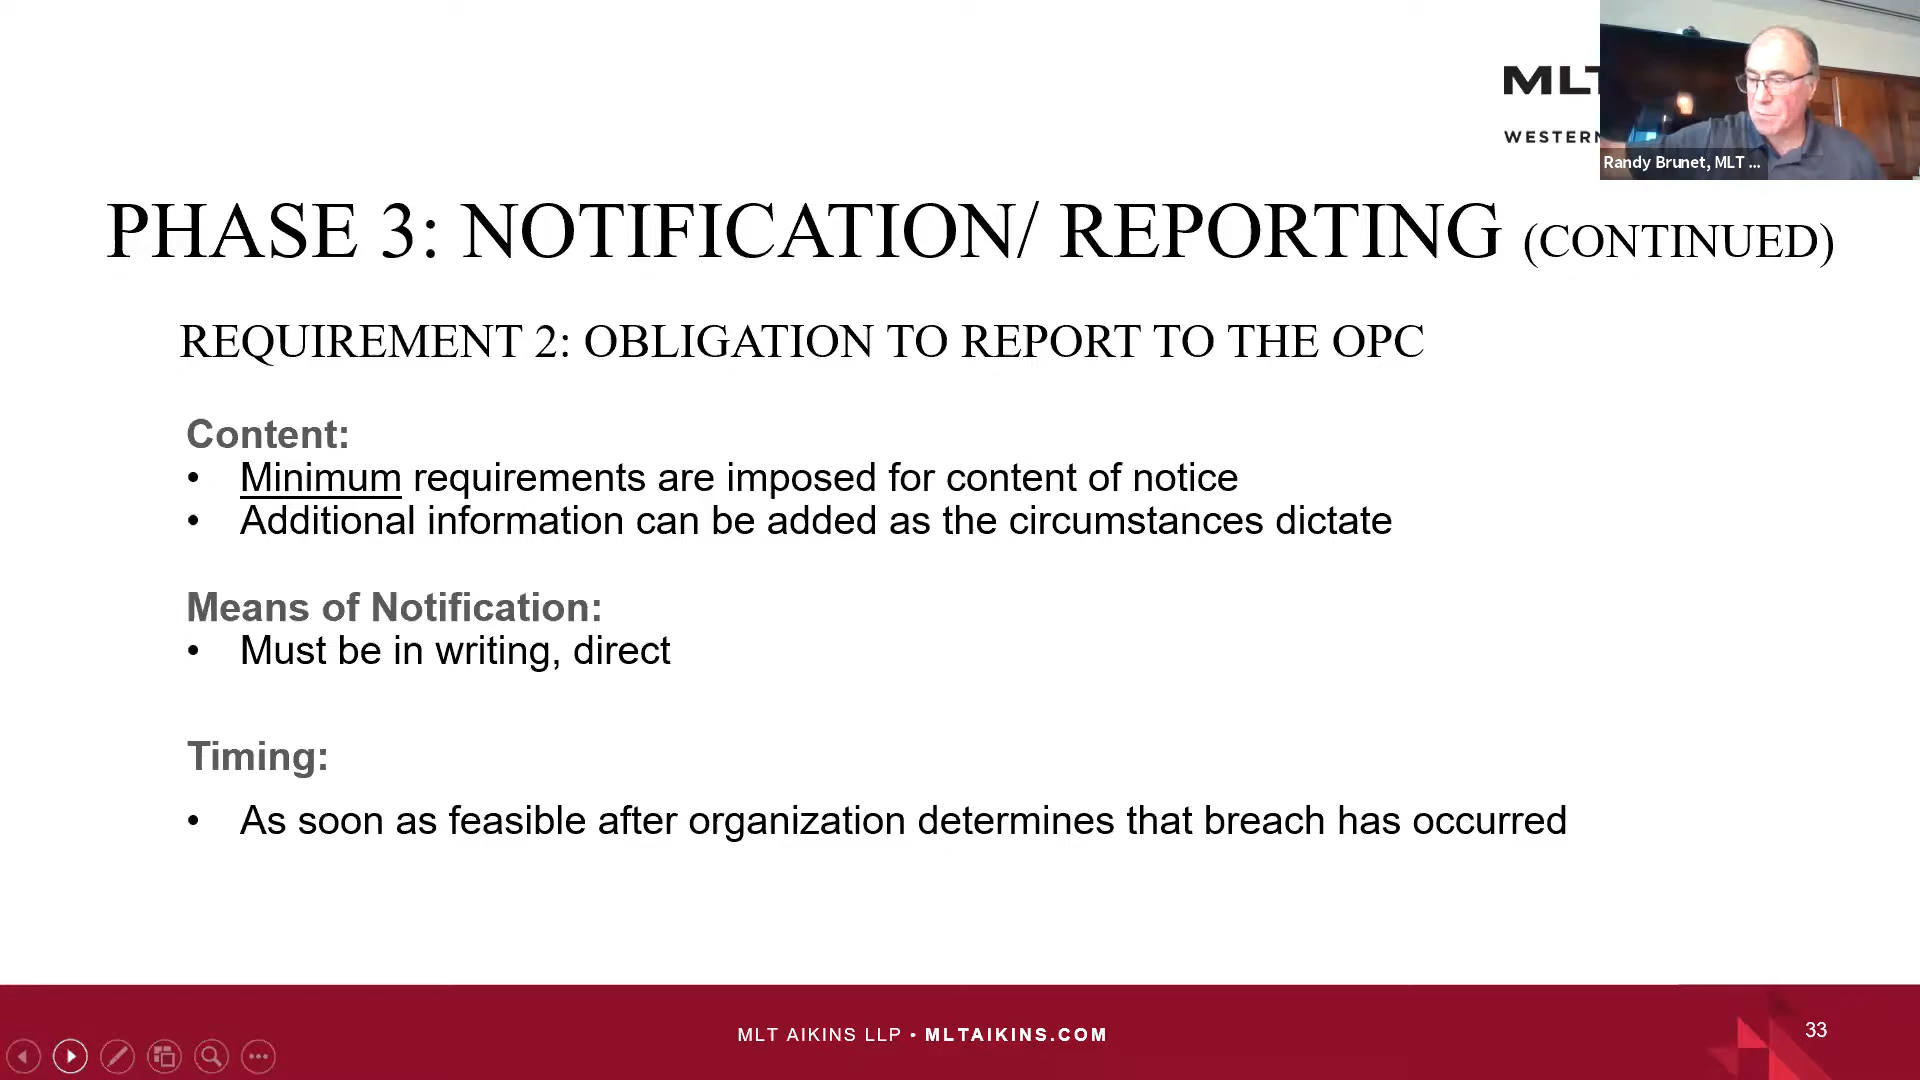 MLT
WESTERN
Randy Brunet, MLT ...
PHASE 3: NOTIFICATION/ REPORTING (CONTINUED)
REQUIREMENT 2: OBLIGATION TO REPORT TO THE OPC
Content:
• Minimum requirements are imposed for content of notice
• Additional information can be added as the circumstances dictate
Means of Notification:
• Must be in writing, direct
Timing:
• As soon as feasible after organization determines that breach has occurred
MLT AIKINS LLP • MLTAIKINS.COM
33